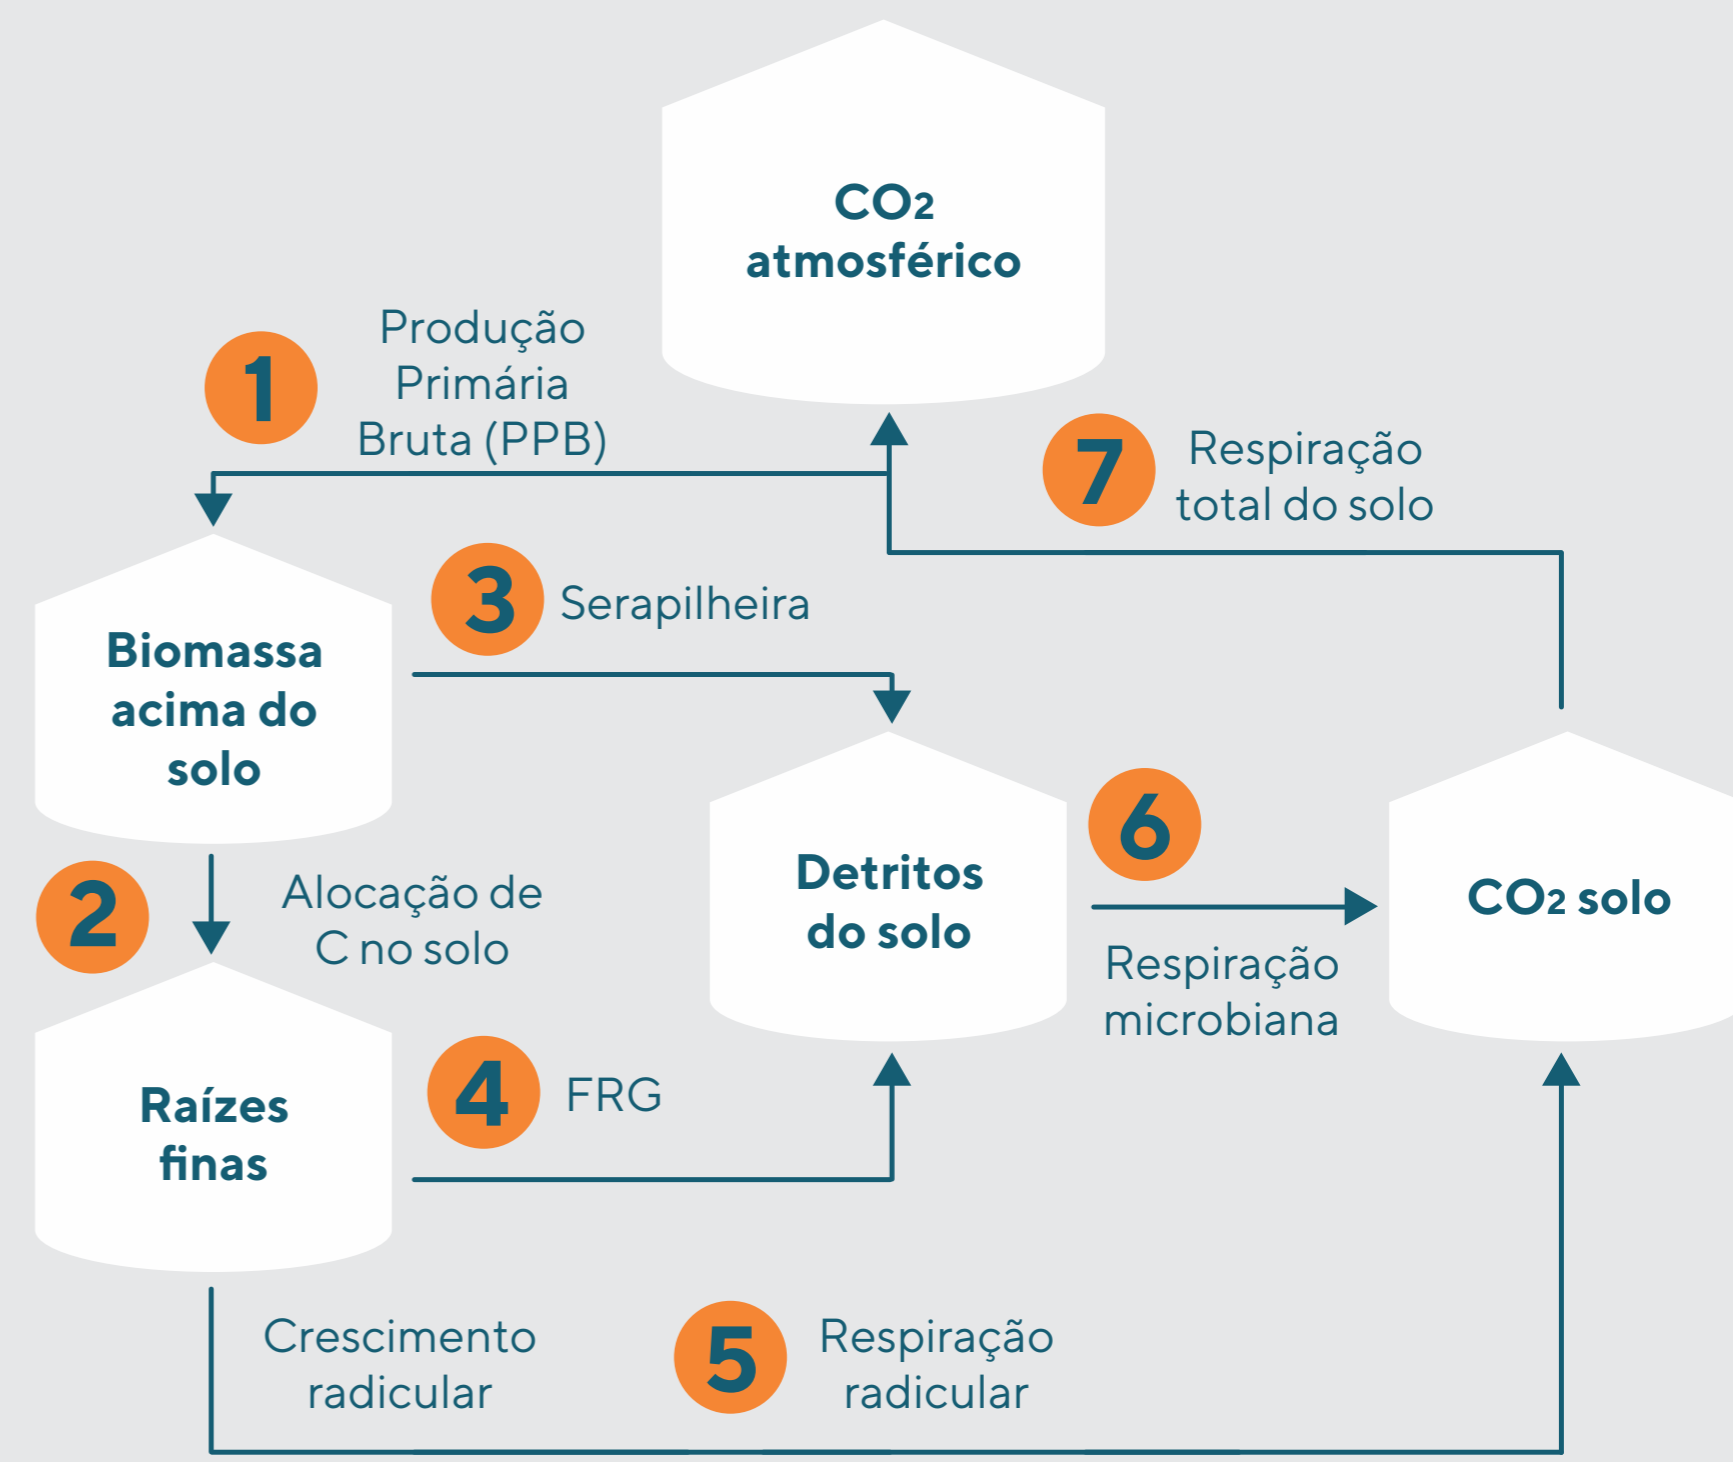 CO2
atmosférico
1
Produção
Primária
Bruta (PPB)
7
Respiração
total do solo
3
Serapilheira
Biomassa
acima do
solo
6
Detritos
do solo
CO2 solo
2
Alocação de
C no solo
Respiração
microbiana
Raízes
finas
4
FRG
Crescimento
radicular
5
Respiração
radicular